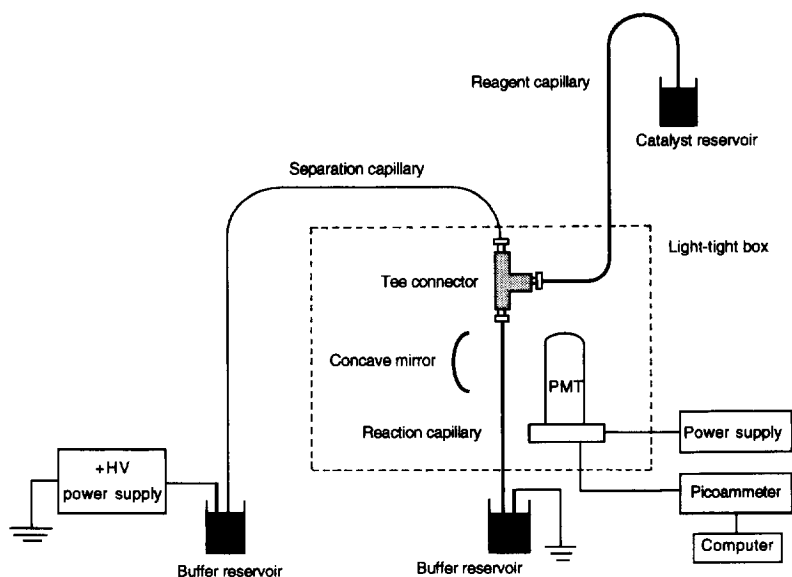 Reagent capillary
Catalyst reservoir
Separation capillary
Light-tight box
Tee connector
Concave mirror
PMT
Reaction capillary
Power supply
+HV
power supply
Picoammeter
Computer
Buffer reservoir
Buffer reservoir